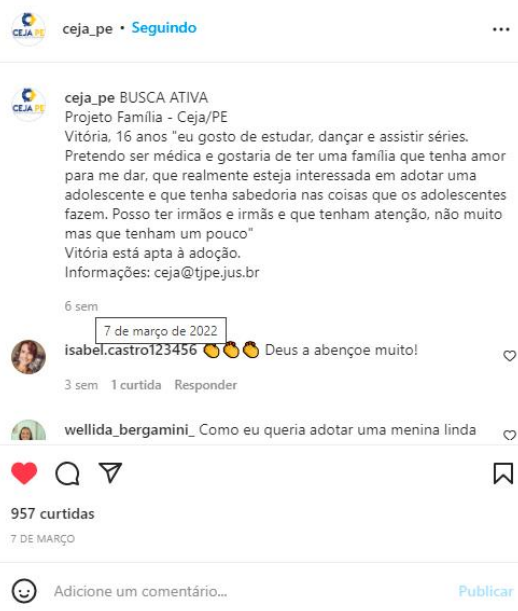 CEJA PE
ceja_pe • Seguindo
CEJA PE
ceja_pe BUSCA ATIVA
Projeto Família - Ceja/PE
Vitória, 16 anos "eu gosto de estudar, dançar e assistir séries.
Pretendo ser médica e gostaria de ter uma família que tenha amor
para me dar, que realmente esteja interessada em adotar uma
adolescente e que tenha sabedoria nas coisas que os adolescentes
fazem. Posso ter irmãos e irmãs e que tenham atenção, não muito
mas que tenham um pouco"
Vitória está apta à adoção.
Informações: ceja@tjpe.jus.br
6 sem
7 de março de 2022
isabel.castro123456 👏👏👏 Deus a abençoe muito!
3 sem 1 curtida Responder
wellida_bergamini_ Como eu queria adotar uma menina linda
957 curtidas
7 DE MARÇO
Adicione um comentário... Publicar